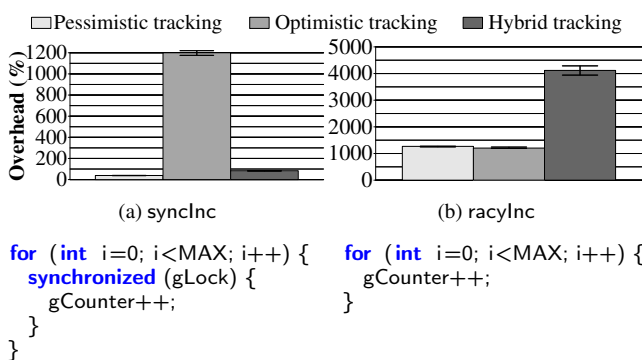 Pessimistic tracking Optimistic tracking Hybrid tracking
Overhead (%)
1200
1000
800
600
400
200
0
5000
4000
3000
2000
1000
0
(a) syncInc
(b) racyInc
for (int i=0; i<MAX; i++) {
synchronized (gLock) {
gCounter++;
}
}
for (int i=0; i<MAX; i++) {
gCounter++;
}